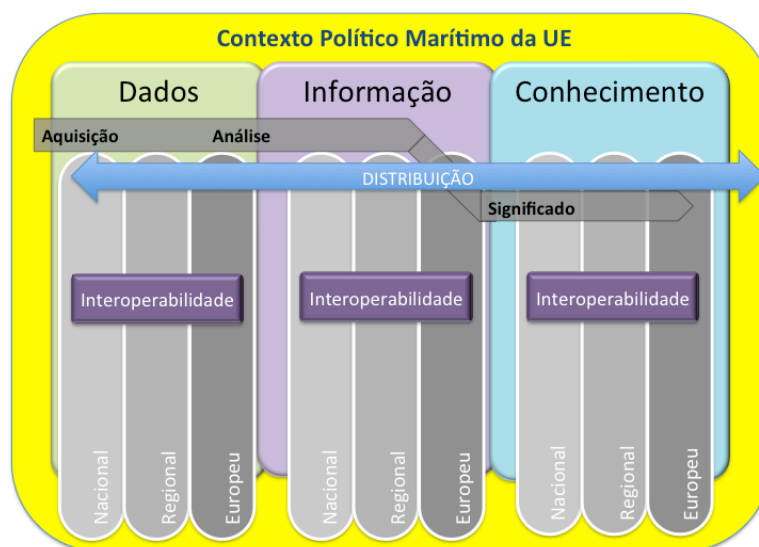 Contexto Político Marítimo da UE
Dados
Informação
Conhecimento
Aquisição
Análise
DISTRIBUIÇÃO
Significado
Interoperabilidade
Interoperabilidade
Interoperabilidade
Nacional
Regional
Europeu
Nacional
Regional
Europeu
Nacional
Regional
Europeu